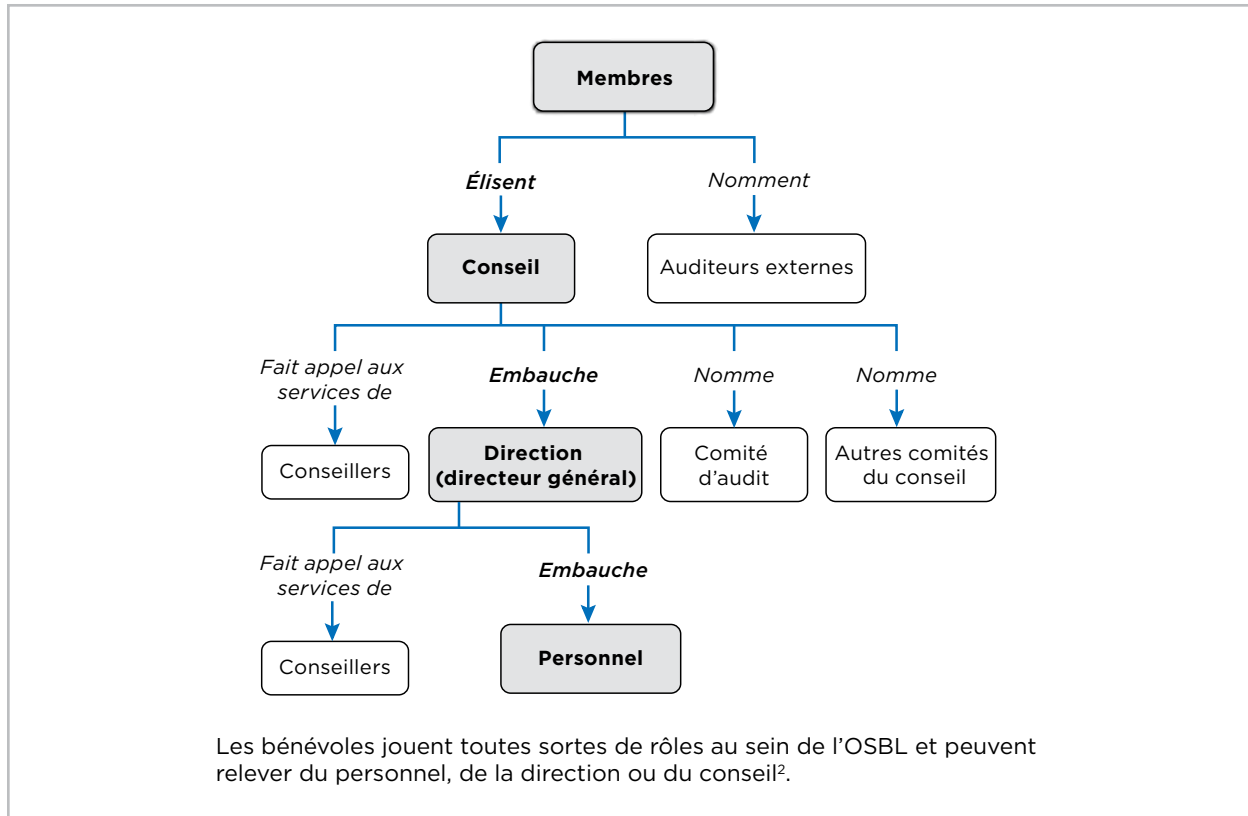 Membres
Élisent
Nomment
Conseil
Auditeurs externes
Fait appel aux
services de
Embauche
Nomme
Nomme
Conseillers
Direction
(directeur général)
Comité
d'audit
Autres comités
du conseil
Fait appel aux
services de
Embauche
Conseillers
Personnel
Les bénévoles jouent toutes sortes de rôles au sein de l'OSBL et peuvent
relever du personnel, de la direction ou du conseil².